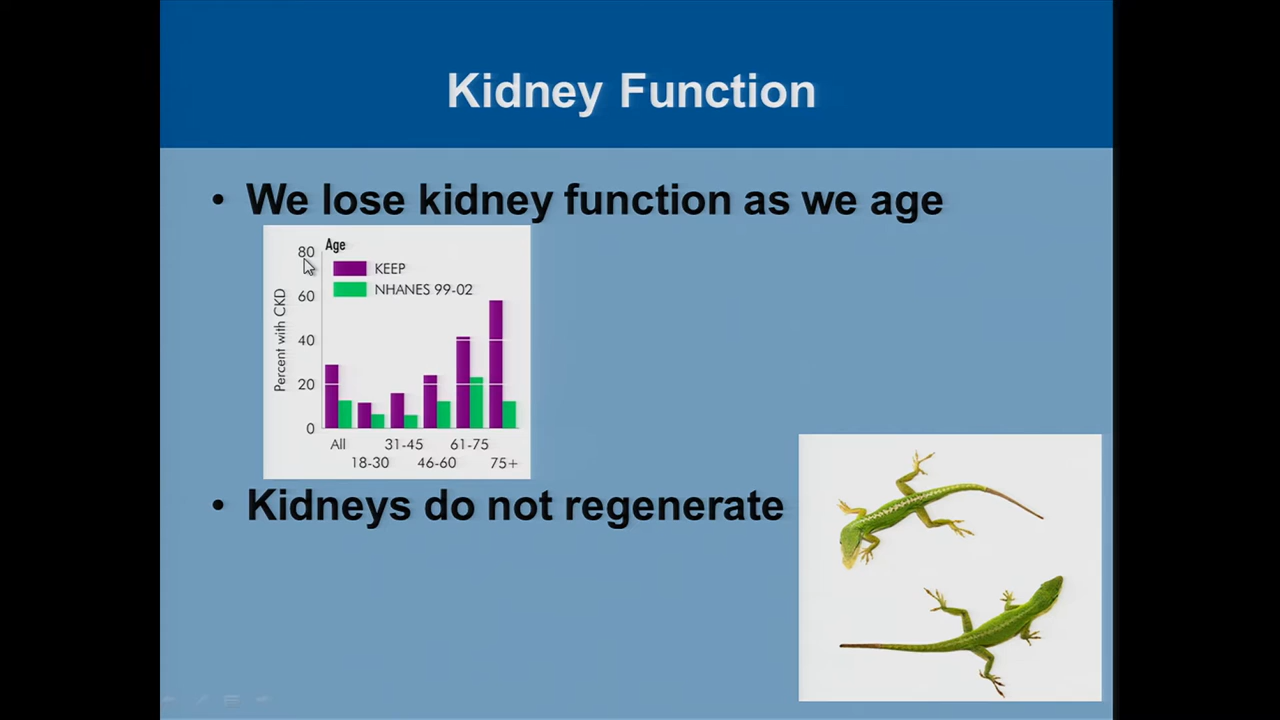 Kidney Function
• We lose kidney function as we age
Age
80
KEEP
NHANES 99-02
60
40
20
0
Percent with CKD
All
31-45
61-75
18-30
46-60
75+
• Kidneys do not regenerate